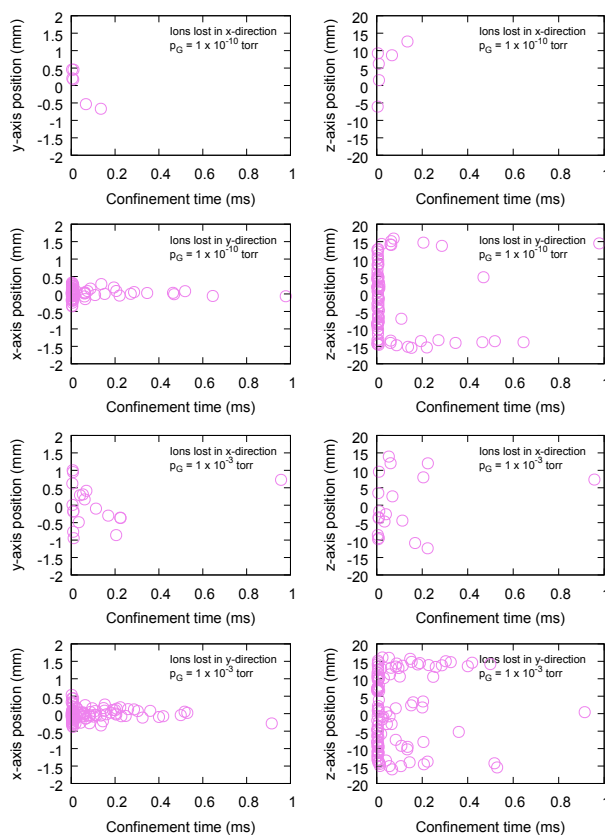 Ions lost in x-direction
p_G = 1 x 10^-10 torr
y-axis position (mm)
2
1.5
1
0.5
0
-0.5
-1
-1.5
-2
0 0.2 0.4 0.6 0.8 1
Confinement time (ms)
Ions lost in x-direction
p_G = 1 x 10^-10 torr
z-axis position (mm)
20
15
10
5
0
-5
-10
-15
-20
0 0.2 0.4 0.6 0.8 1
Confinement time (ms)
Ions lost in y-direction
p_G = 1 x 10^-10 torr
x-axis position (mm)
2
1.5
1
0.5
0
-0.5
-1
-1.5
-2
0 0.2 0.4 0.6 0.8 1
Confinement time (ms)
Ions lost in y-direction
p_G = 1 x 10^-10 torr
z-axis position (mm)
20
15
10
5
0
-5
-10
-15
-20
0 0.2 0.4 0.6 0.8 1
Confinement time (ms)
Ions lost in x-direction
p_G = 1 x 10^-3 torr
y-axis position (mm)
2
1.5
1
0.5
0
-0.5
-1
-1.5
-2
0 0.2 0.4 0.6 0.8 1
Confinement time (ms)
Ions lost in x-direction
p_G = 1 x 10^-3 torr
z-axis position (mm)
20
15
10
5
0
-5
-10
-15
-20
0 0.2 0.4 0.6 0.8 1
Confinement time (ms)
Ions lost in y-direction
p_G = 1 x 10^-3 torr
x-axis position (mm)
2
1.5
1
0.5
0
-0.5
-1
-1.5
-2
0 0.2 0.4 0.6 0.8 1
Confinement time (ms)
Ions lost in y-direction
p_G = 1 x 10^-3 torr
z-axis position (mm)
20
15
10
5
0
-5
-10
-15
-20
0 0.2 0.4 0.6 0.8 1
Confinement time (ms)